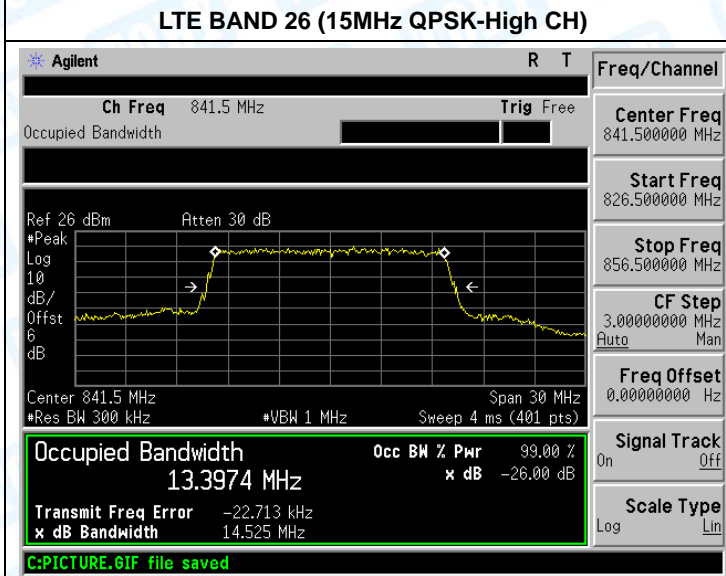 LTE BAND 26 (15MHz QPSK-High CH)
Agilent R T
Ch Freq 841.5 MHz Trig Free
Occupied Bandwidth
Ref 26 dBm Atten 30 dB
#Peak
Log
10
dB/
Offst
6
dB
Center 841.5 MHz Span 30 MHz
#Res BW 300 kHz #VBW 1 MHz Sweep 4 ms (401 pts)
Occupied Bandwidth
13.3974 MHz
Occ BW % Pwr 99.00 %
x dB -26.00 dB
Transmit Freq Error -22.713 kHz
x dB Bandwidth 14.525 MHz
C:PICTURE.GIF file saved
Freq/Channel
Center Freq
841.500000 MHz
Start Freq
826.500000 MHz
Stop Freq
856.500000 MHz
CF Step
3.00000000 MHz
Auto Man
Freq Offset
0.00000000 Hz
Signal Track
On Off
Scale Type
Log Lin